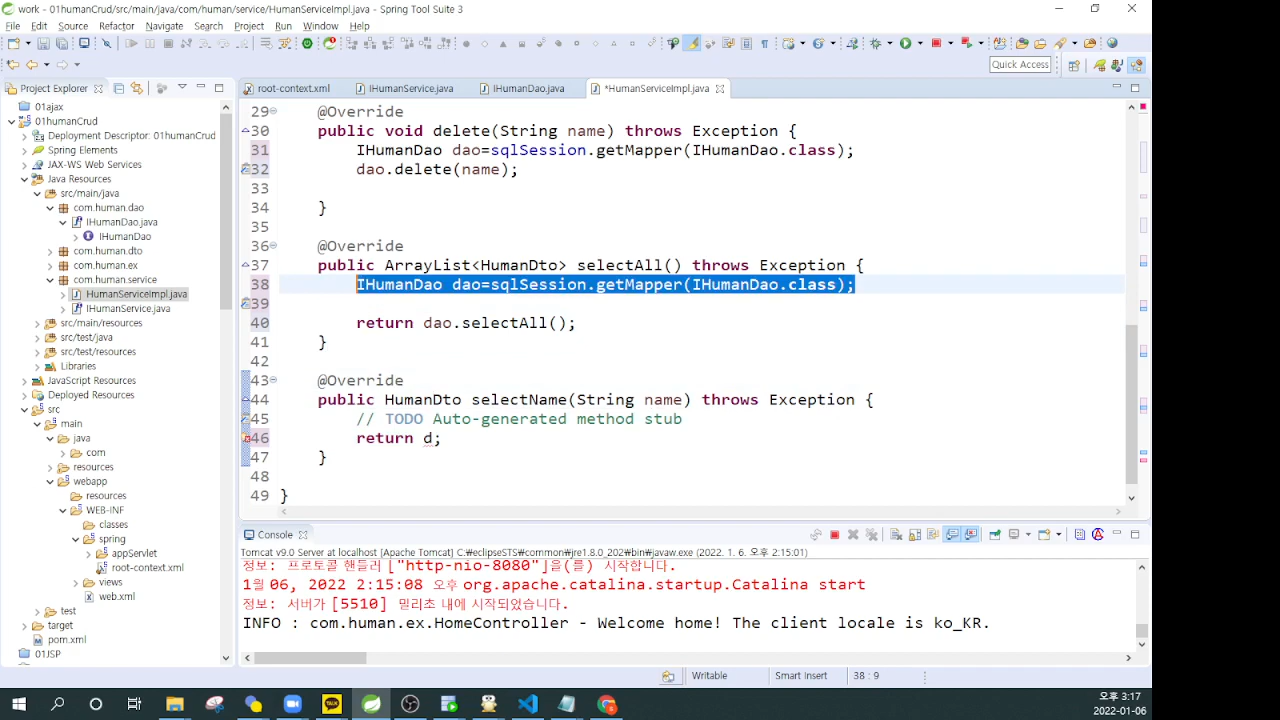 work - 01humanCrud/src/main/java/com/human/service/HumanServiceImpl.java - Spring Tool Suite 3
File Edit Source Refactor Navigate Search Project Run Window Help
Quick Access
Project Explorer
root-context.xml IHumanService.java IHumanDao.java *HumanServiceImpl.java
01ajax
01humanCrud
Deployment Descriptor: 01humanCrud
Spring Elements
JAX-WS Web Services
Java Resources
src/main/java
com.human.dao
IHumanDao.java
IHumanDao
com.human.dto
com.human.ex
com.human.service
HumanServiceImpl.java
IHumanService.java
src/main/resources
src/test/java
src/test/resources
Libraries
JavaScript Resources
Deployed Resources
src
main
java
com
resources
webapp
resources
WEB-INF
classes
spring
appServlet
root-context.xml
views
web.xml
test
target
pom.xml
01JSP
29 @Override
30 public void delete(String name) throws Exception {
31 IHumanDao dao=sqlSession.getMapper(IHumanDao.class);
32 dao.delete(name);
33
34 }
35
36 @Override
37 public ArrayList<HumanDto> selectAll() throws Exception {
38 IHumanDao dao=sqlSession.getMapper(IHumanDao.class);
39
40 return dao.selectAll();
41 }
42
43 @Override
44 public HumanDto selectName(String name) throws Exception {
45 // TODO Auto-generated method stub
46 return d;
47 }
48
49 }
Console
Tomcat v9.0 Server at localhost [Apache Tomcat] C:₩eclipseSTS₩common₩jre1.8.0_202₩bin₩javaw.exe (2022. 1. 6. 오후 2:15:01)
정보: 프로토콜 핸들러 ["http-nio-8080"]을(를) 시작합니다.
1월 06, 2022 2:15:08 오후 org.apache.catalina.startup.Catalina start
정보: 서버가 [5510] 밀리초 내에 시작되었습니다.
INFO : com.human.ex.HomeController - Welcome home! The client locale is ko_KR.
Writable Smart Insert 38 : 9
TALK
오후 3:17
2022-01-06